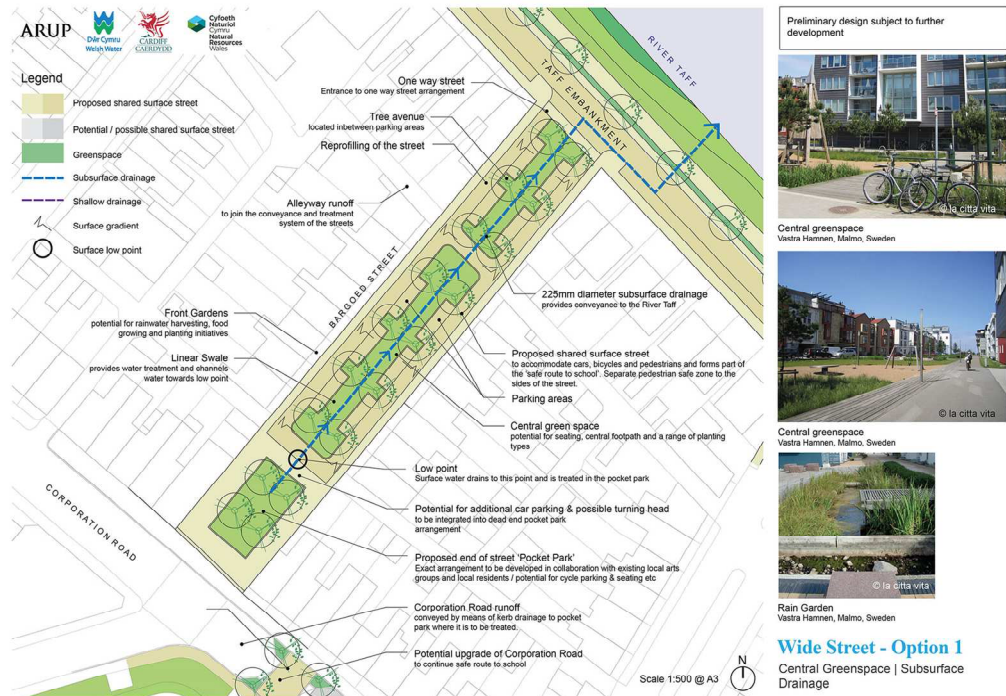 ARUP
Dŵr Cymru
Welsh Water
CARDIFF
CAERDYDD
Cyfoeth
Naturiol
Cymru
Natural
Resources
Wales
Legend
Proposed shared surface street
Potential / possible shared surface street
Greenspace
Subsurface drainage
Shallow drainage
Surface gradient
Surface low point
One way street
Entrance to one way street arrangement
Tree avenue
located inbetween parking areas
Reprofiling of the street
Alleyway runoff
to join the conveyance and treatment
system of the streets
Front Gardens
potential for rainwater harvesting, food
growing and planting initiatives
Linear Swale
provides water treatment and channels
water towards low point
BARGOED STREET
TAFF EMBANKMENT
RIVER TAFF
CORPORATION ROAD
225mm diameter subsurface drainage
provides conveyance to the River Taff
Proposed shared surface street
to accommodate cars, bicycles and pedestrians and forms part of
the 'safe route to school'. Separate pedestrian safe zone to the
sides of the street.
Parking areas
Central green space
potential for seating, central footpath and a range of planting
types
Low point
Surface water drains to this point and is treated in the pocket park
Potential for additional car parking & possible turning head
to be integrated into dead end pocket park
arrangement
Proposed end of street 'Pocket Park'
Exact arrangement to be developed in collaboration with existing local arts
groups and local residents / potential for cycle parking & seating etc
Corporation Road runoff
conveyed by means of kerb drainage to pocket
park where it is to be treated.
Potential upgrade of Corporation Road
to continue safe route to school
Scale 1:500 @ A3
N
Preliminary design subject to further
development
© la citta vita
Central greenspace
Vastra Hamnen, Malmo, Sweden
© la citta vita
Central greenspace
Vastra Hamnen, Malmo, Sweden
© la citta vita
Rain Garden
Vastra Hamnen, Malmo, Sweden
Wide Street - Option 1
Central Greenspace | Subsurface
Drainage